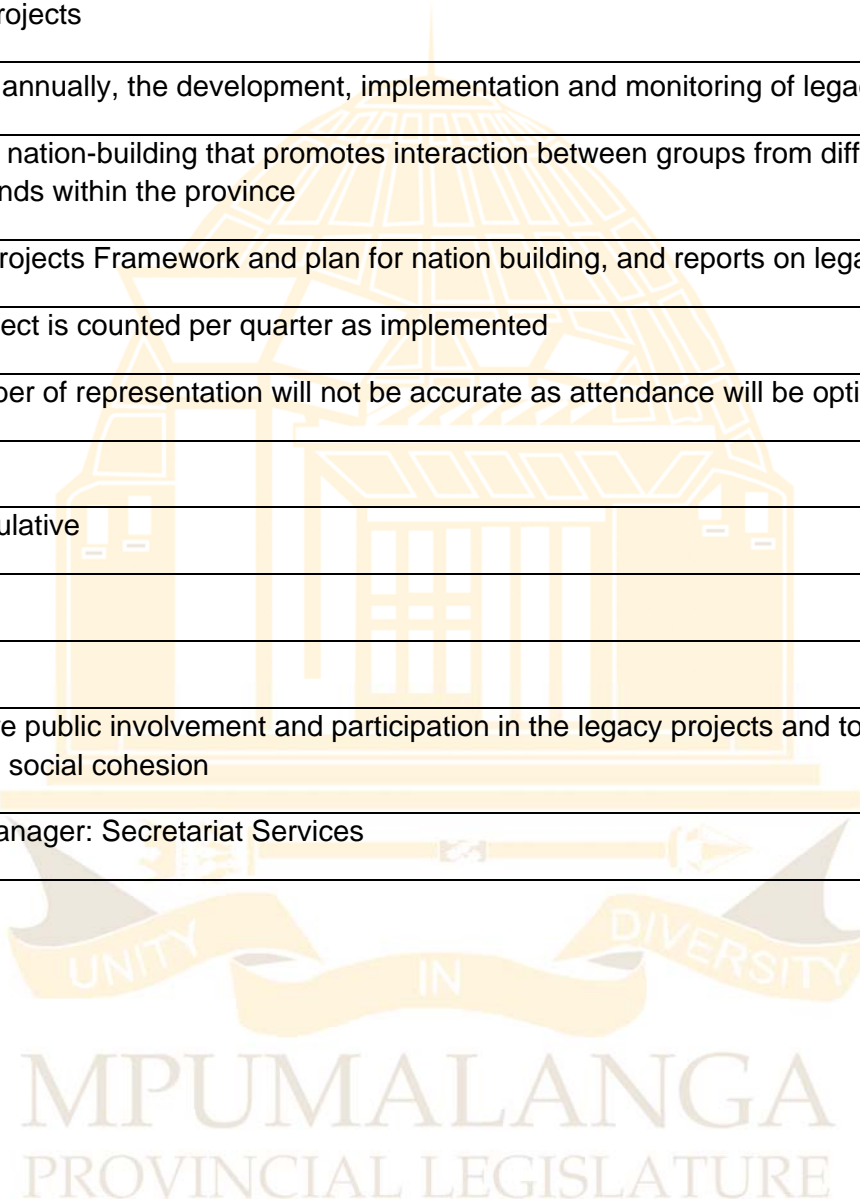 rojects
annually, the development, implementation and monitoring of lega
nation-building that promotes interaction between groups from diff
nds within the province
rojects Framework and plan for nation building, and reports on lega
ect is counted per quarter as implemented
ber of representation will not be accurate as attendance will be opti
ulative
e public involvement and participation in the legacy projects and to
social cohesion
anager: Secretariat Services
UNITY IN DIVERSITY
MPUMALANGA
PROVINCIAL LEGISLATURE